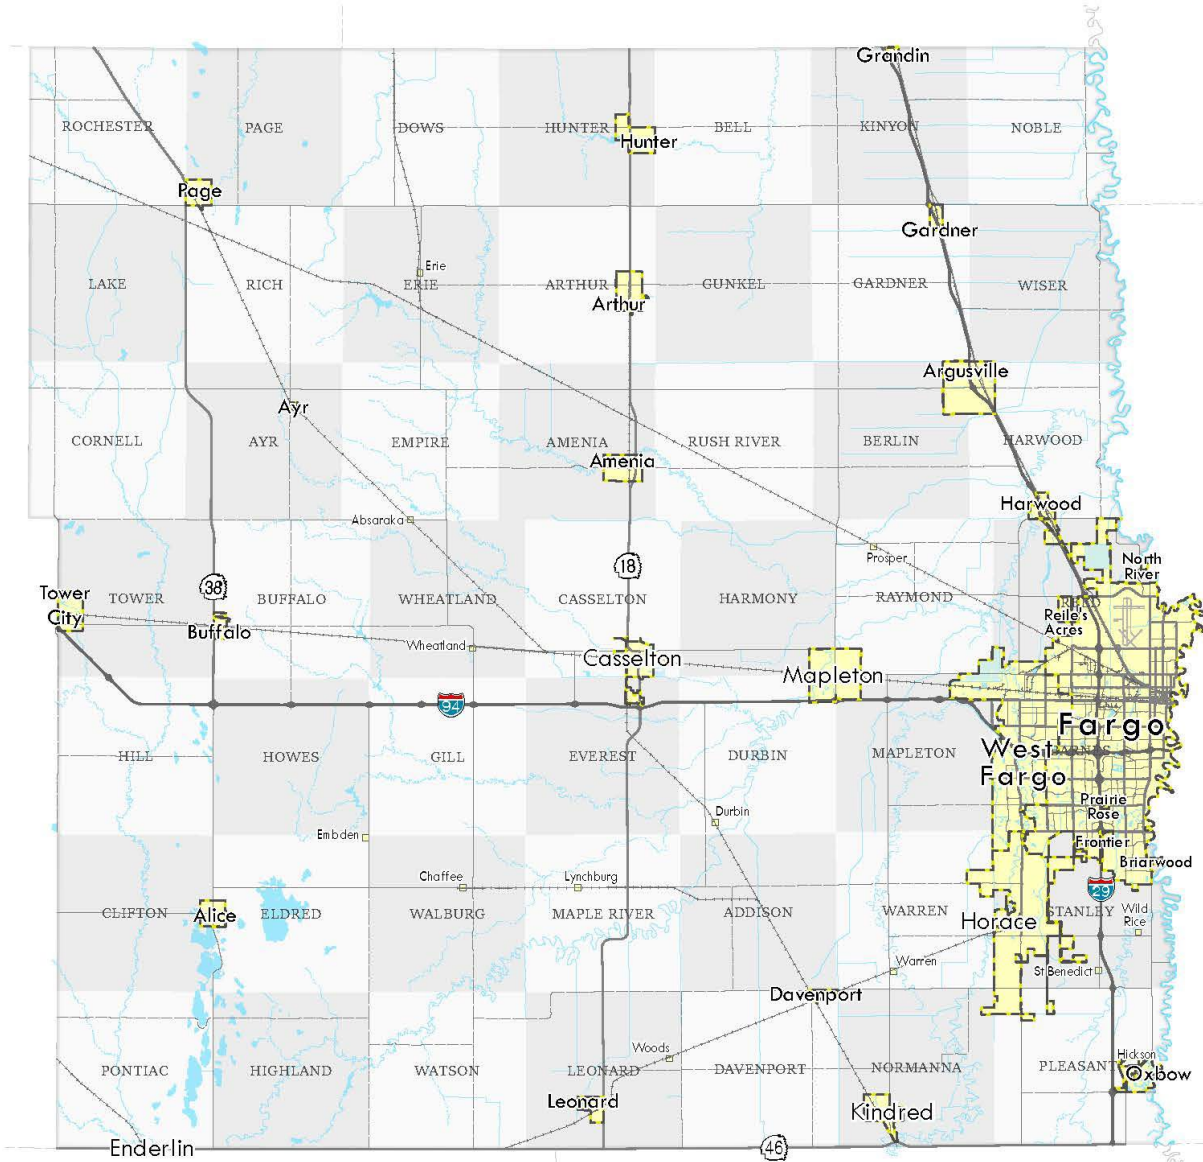 Grandin
ROCHESTER
PAGE
DOWS
HUNTER
BELL
KINYON
NOBLE
Hunter
Page
Gardner
Erie
LAKE
RICH
ERIE
ARTHUR
GUNKEL
GARDNER
WISER
Arthur
Argusville
Ayr
CORNELL
AYR
EMPIRE
AMENIA
RUSH RIVER
BERLIN
HARWOOD
Amenia
Harwood
Absaraka
Prosper
North
River
18
38
Tower
City
TOWER
BUFFALO
WHEATLAND
CASSELTON
HARMONY
RAYMOND
REED
Reile's
Acres
Buffalo
Wheatland
Casselton
Mapleton
94
Fargo
West
Fargo
BARNES
HILL
HOWES
GILL
EVEREST
DURBIN
MAPLETON
Prairie
Rose
Durbin
Embden
Frontier
Briarwood
Chaffee
Lynchburg
29
CLIFTON
Alice
ELDRED
WALBURG
MAPLE RIVER
ADDISON
WARREN
Horace
STANLEY
Wild
Rice
Warren
St Benedict
Davenport
Woods
Hickson
PONTIAC
HIGHLAND
WATSON
LEONARD
DAVENPORT
NORMANNA
PLEASANT
Oxbow
Leonard
Kindred
Enderlin
46